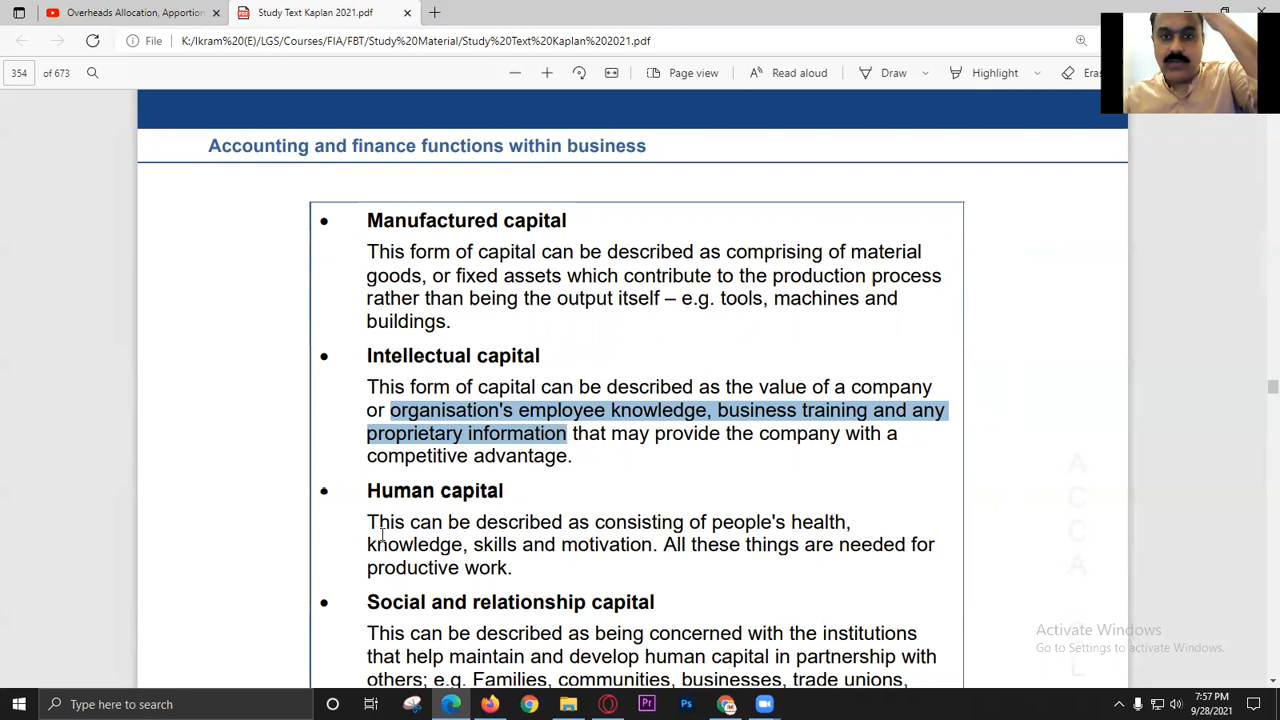 Overheads Allocation, Apportion
Study Text Kaplan 2021.pdf
File
K:/Ikram%20(E)/LGS/Courses/FIA/FBT/Study%20Material/Study%20Text%20Kaplan%202021.pdf
354
of 673
Page view
Read aloud
Draw
Highlight
Eras
Accounting and finance functions within business
• Manufactured capital
This form of capital can be described as comprising of material
goods, or fixed assets which contribute to the production process
rather than being the output itself – e.g. tools, machines and
buildings.
• Intellectual capital
This form of capital can be described as the value of a company
or organisation's employee knowledge, business training and any
proprietary information that may provide the company with a
competitive advantage.
• Human capital
This can be described as consisting of people's health,
knowledge, skills and motivation. All these things are needed for
productive work.
• Social and relationship capital
This can be described as being concerned with the institutions
that help maintain and develop human capital in partnership with
others; e.g. Families, communities, businesses, trade unions,
A
C
C
A
Activate Windows
Go to Settings to activate Windows.
Type here to search
Pr
Ps
7:57 PM
9/28/2021